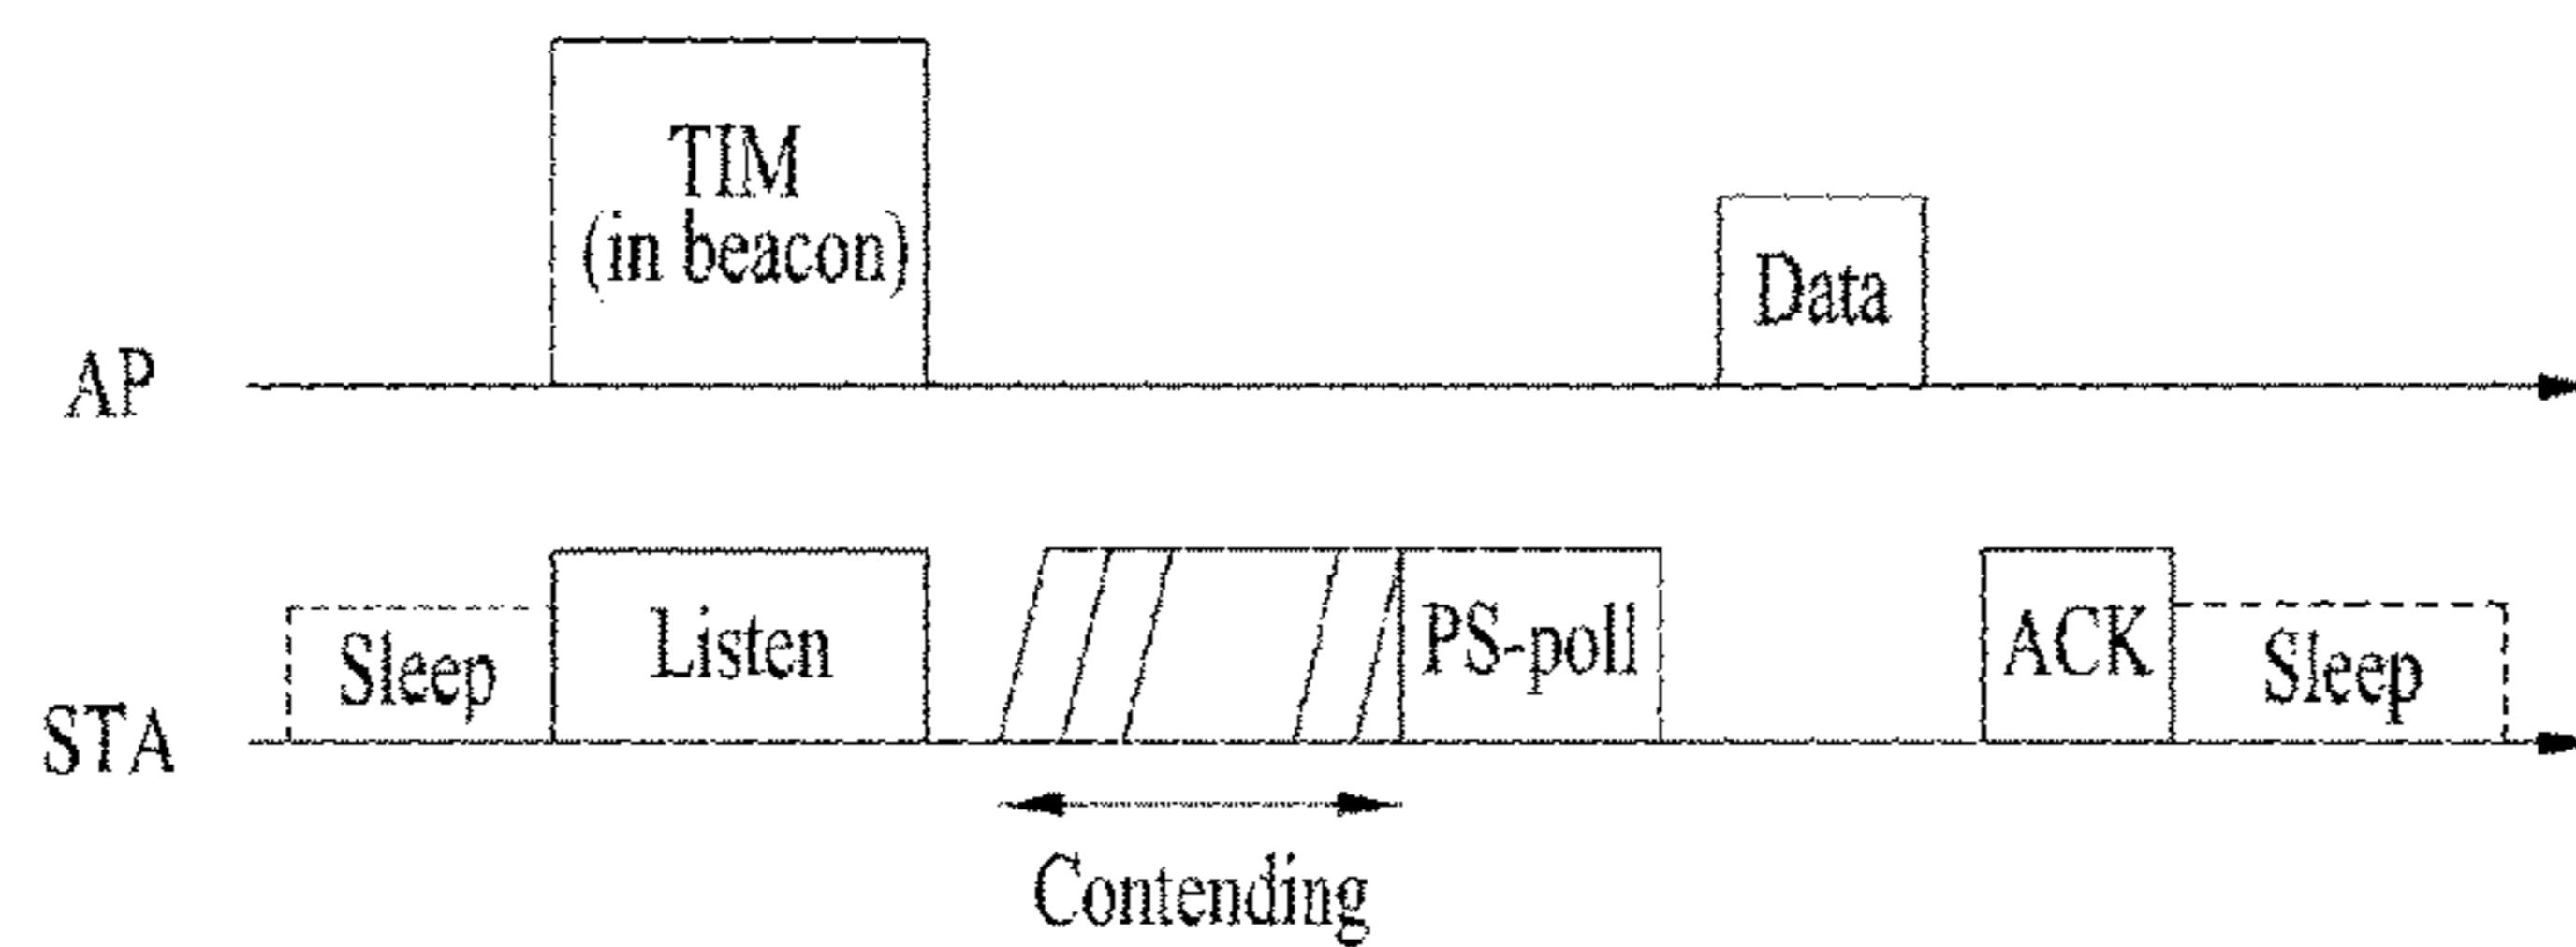 TIM
(in beacon)
Data
AP
Sleep
Listen
PS-poll
ACK
Sleep
STA
Contending